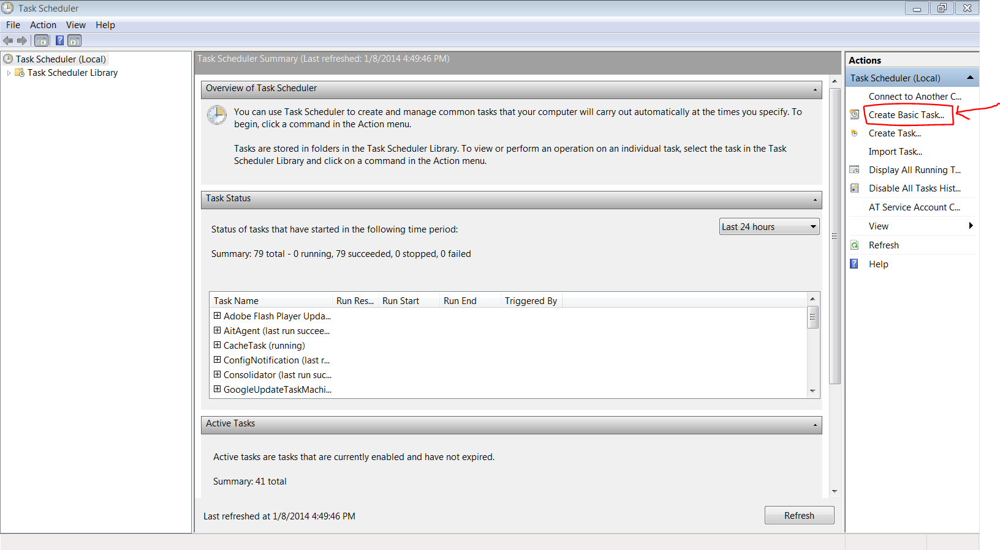 Task Scheduler
File Action View Help
Task Scheduler (Local)
Task Scheduler Library
Task Scheduler Summary (Last refreshed: 1/8/2014 4:49:46 PM)
Overview of Task Scheduler
You can use Task Scheduler to create and manage common tasks that your computer will carry out automatically at the times you specify. To
begin, click a command in the Action menu.
Tasks are stored in folders in the Task Scheduler Library. To view or perform an operation on an individual task, select the task in the Task
Scheduler Library and click on a command in the Action menu.
Task Status
Status of tasks that have started in the following time period:
Last 24 hours
Summary: 79 total - 0 running, 79 succeeded, 0 stopped, 0 failed
Task Name Run Res... Run Start Run End Triggered By
Adobe Flash Player Upda...
AitAgent (last run succee...
CacheTask (running)
ConfigNotification (last r...
Consolidator (last run suc...
GoogleUpdateTaskMachi...
Active Tasks
Active tasks are tasks that are currently enabled and have not expired.
Summary: 41 total
Last refreshed at 1/8/2014 4:49:46 PM
Refresh
Actions
Task Scheduler (Local)
Connect to Another C...
Create Basic Task...
Create Task...
Import Task...
Display All Running T...
Disable All Tasks Hist...
AT Service Account C...
View
Refresh
Help